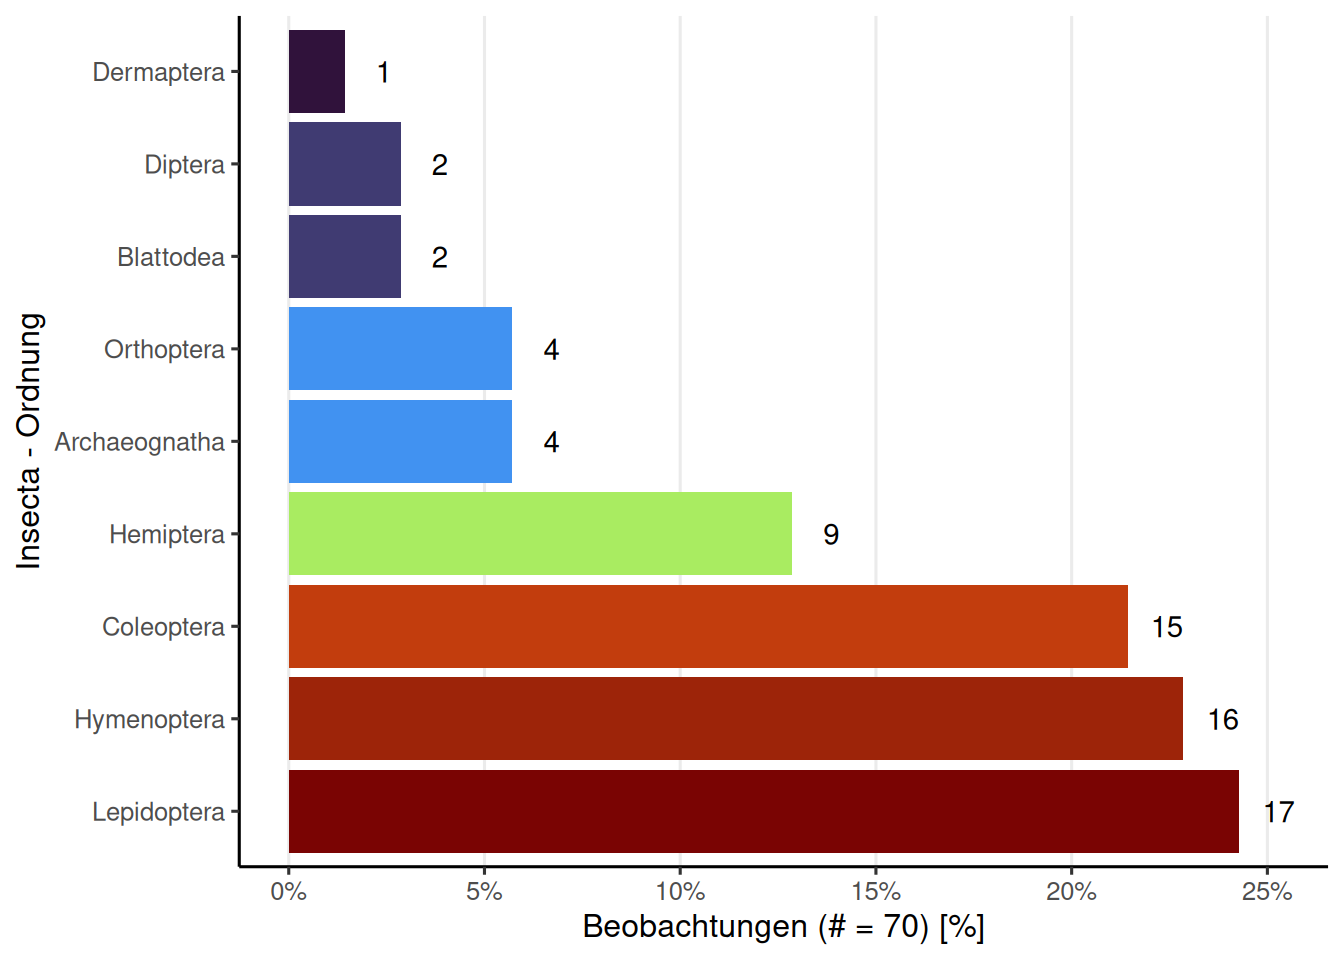 Insecta - Ordnung
Dermaptera 1
Diptera 2
Blattodea 2
Orthoptera 4
Archaeognatha 4
Hemiptera 9
Coleoptera 15
Hymenoptera 16
Lepidoptera 17
0% 5% 10% 15% 20% 25%
Beobachtungen (# = 70) [%]